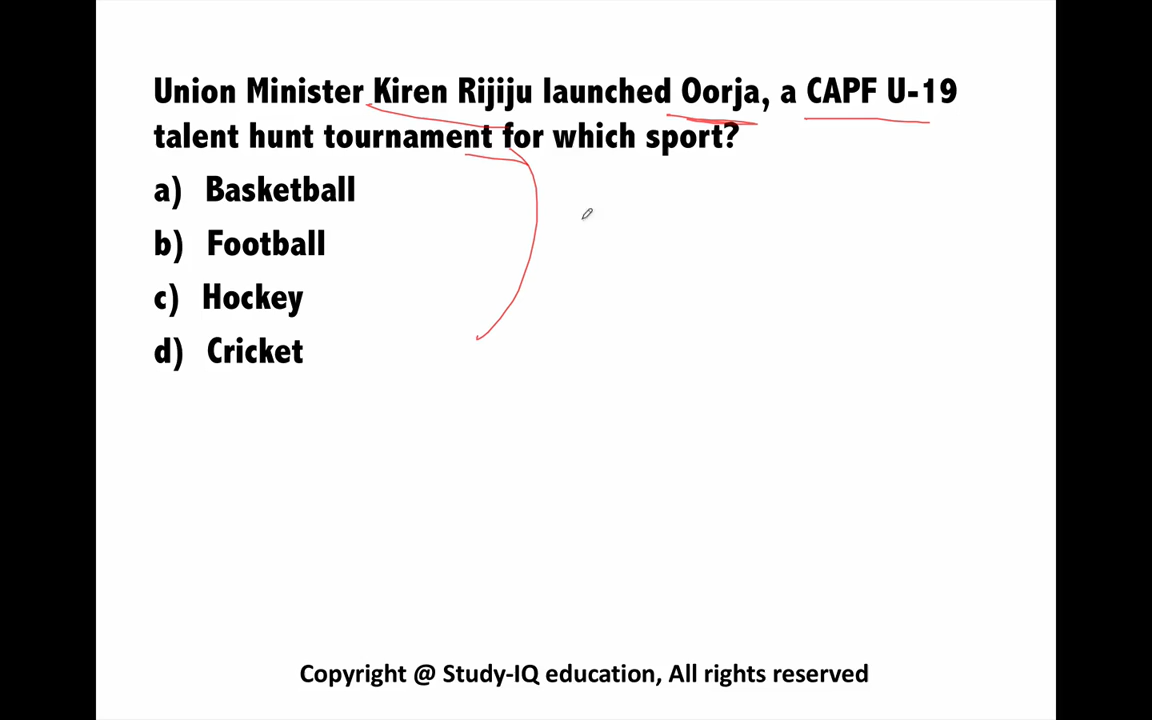 Union Minister Kiren Rijiju launched Oorja, a CAPF U-19
talent hunt tournament for which sport?
a) Basketball
b) Football
c) Hockey
d) Cricket
Copyright @ Study-IQ education, All rights reserved